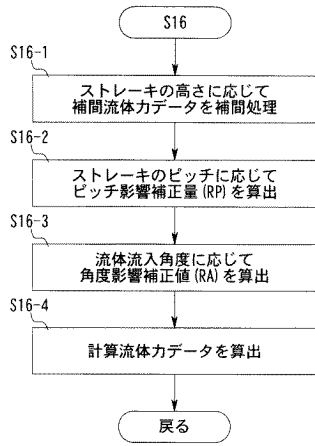 S16
S16-1
ストレーキの高さに応じて
補間流体力データを補間処理
S16-2
ストレーキのピッチに応じて
ピッチ影響補正量(RP)を算出
S16-3
流体流入角度に応じて
角度影響補正値(RA)を算出
S16-4
計算流体力データを算出
戻る